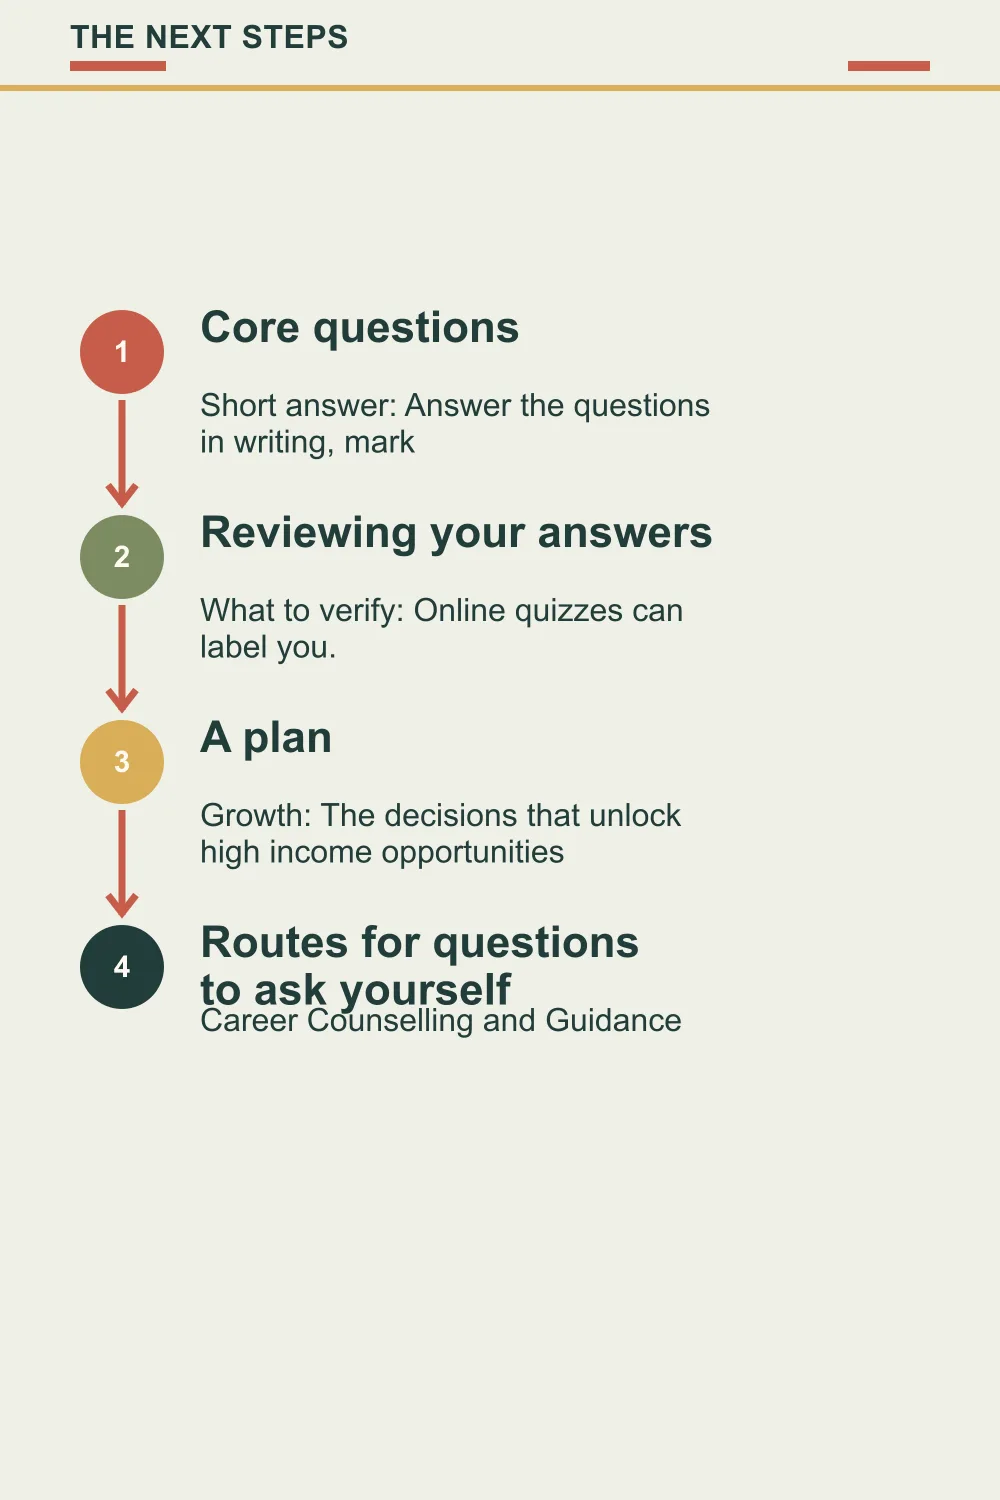 THE NEXT STEPS
1
Core questions
Short answer: Answer the questions
in writing, mark
2
Reviewing your answers
What to verify: Online quizzes can
label you.
3
A plan
Growth: The decisions that unlock
high income opportunities
4
Routes for questions
to ask yourself
Career Counselling and Guidance